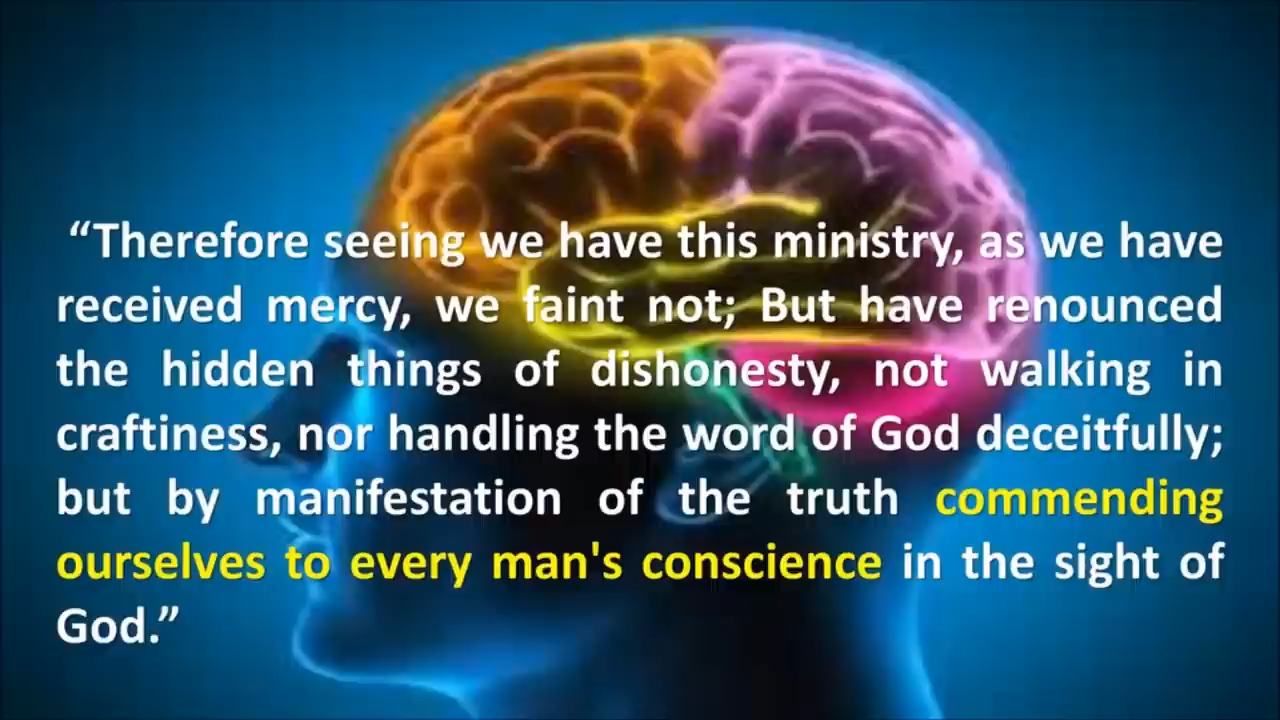 “Therefore seeing we have this ministry, as we have
received mercy, we faint not; But have renounced
the hidden things of dishonesty, not walking in
craftiness, nor handling the word of God deceitfully;
but by manifestation of the truth commending
ourselves to every man's conscience in the sight of
God.”